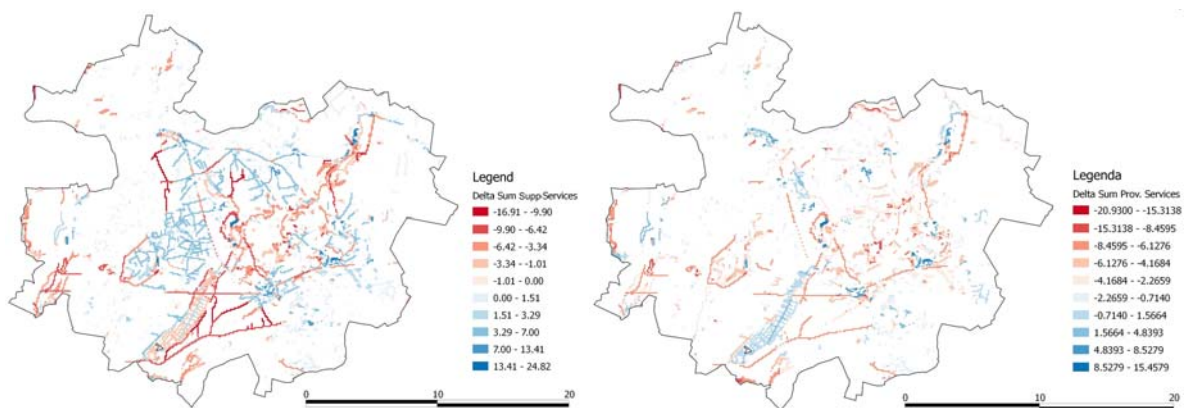 Legend
Delta Sum Supp·Services
-16.91 - -9.90
-9.90 - -6.42
-6.42 - -3.34
-3.34 - -1.01
-1.01 - 0.00
0.00 - 1.51
1.51 - 3.29
3.29 - 7.00
7.00 - 13.41
13.41 - 24.82
0 10 20
Legenda
Delta Sum Prov. Services
-20.9300 - -15.3138
-15.3138 - -8.4595
-8.4595 - -6.1276
-6.1276 - -4.1684
-4.1684 - -2.2659
-2.2659 - -0.7140
-0.7140 - 1.5664
1.5664 - 4.8393
4.8393 - 8.5279
8.5279 - 15.4579
0 10 20